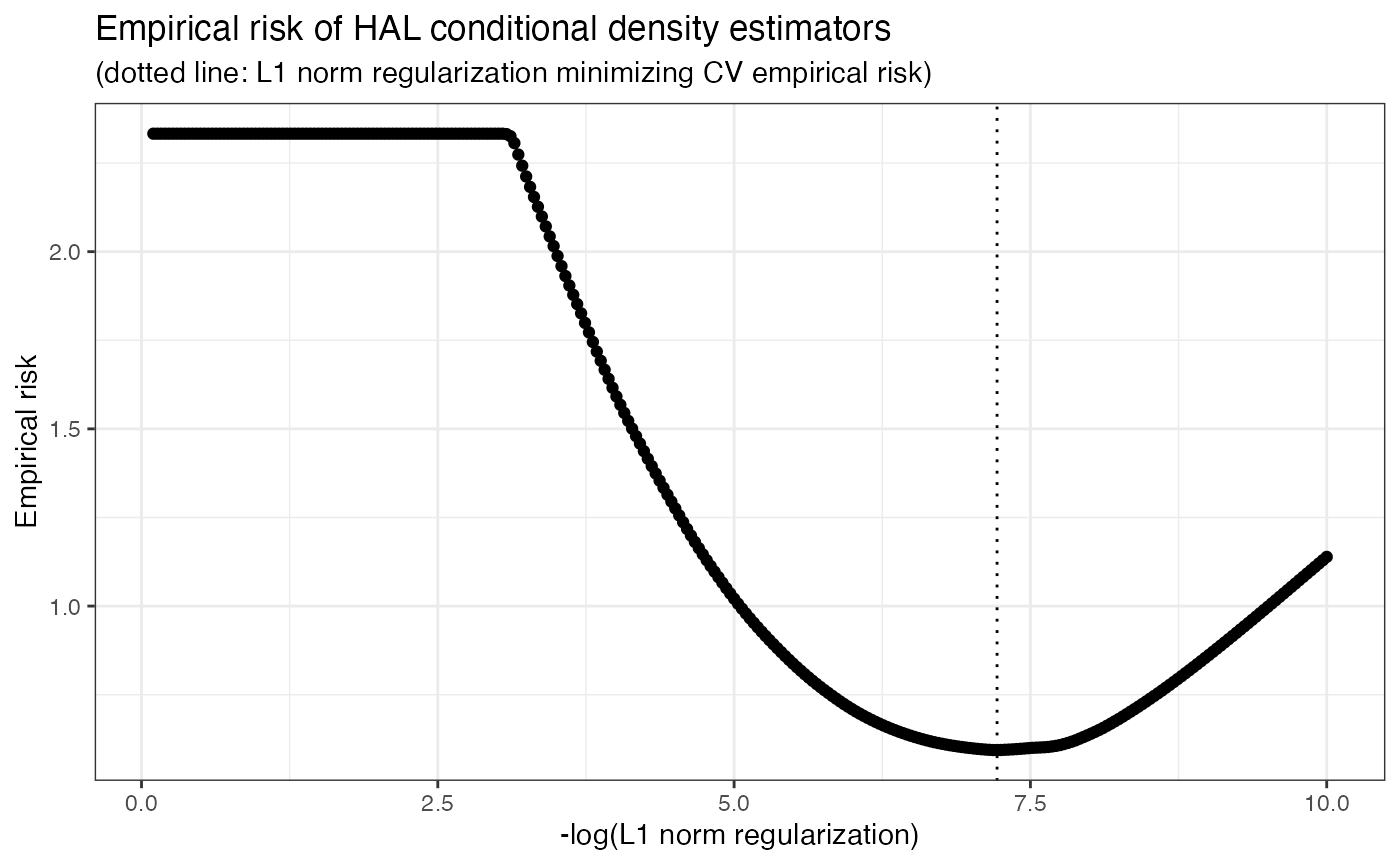 Empirical risk of HAL conditional density estimators
(dotted line: L1 norm regularization minimizing CV empirical risk)
Empirical risk
2.0
1.5
1.0
0.0 2.5 5.0 7.5 10.0
-log(L1 norm regularization)